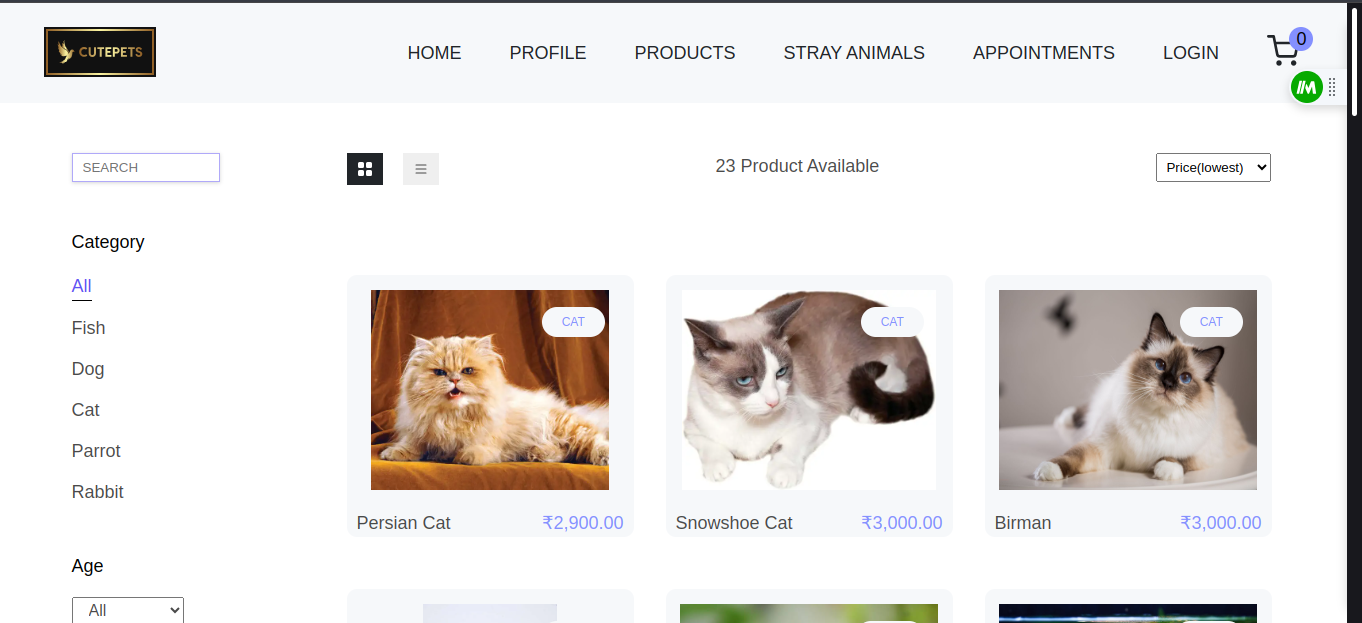 CUTEPETS
HOME PROFILE PRODUCTS STRAY ANIMALS APPOINTMENTS LOGIN 0
SEARCH
23 Product Available
Price(lowest)
Category
All
Fish
Dog
Cat
Parrot
Rabbit
Age
All
CAT
Persian Cat ₹2,900.00
CAT
Snowshoe Cat ₹3,000.00
CAT
Birman ₹3,000.00